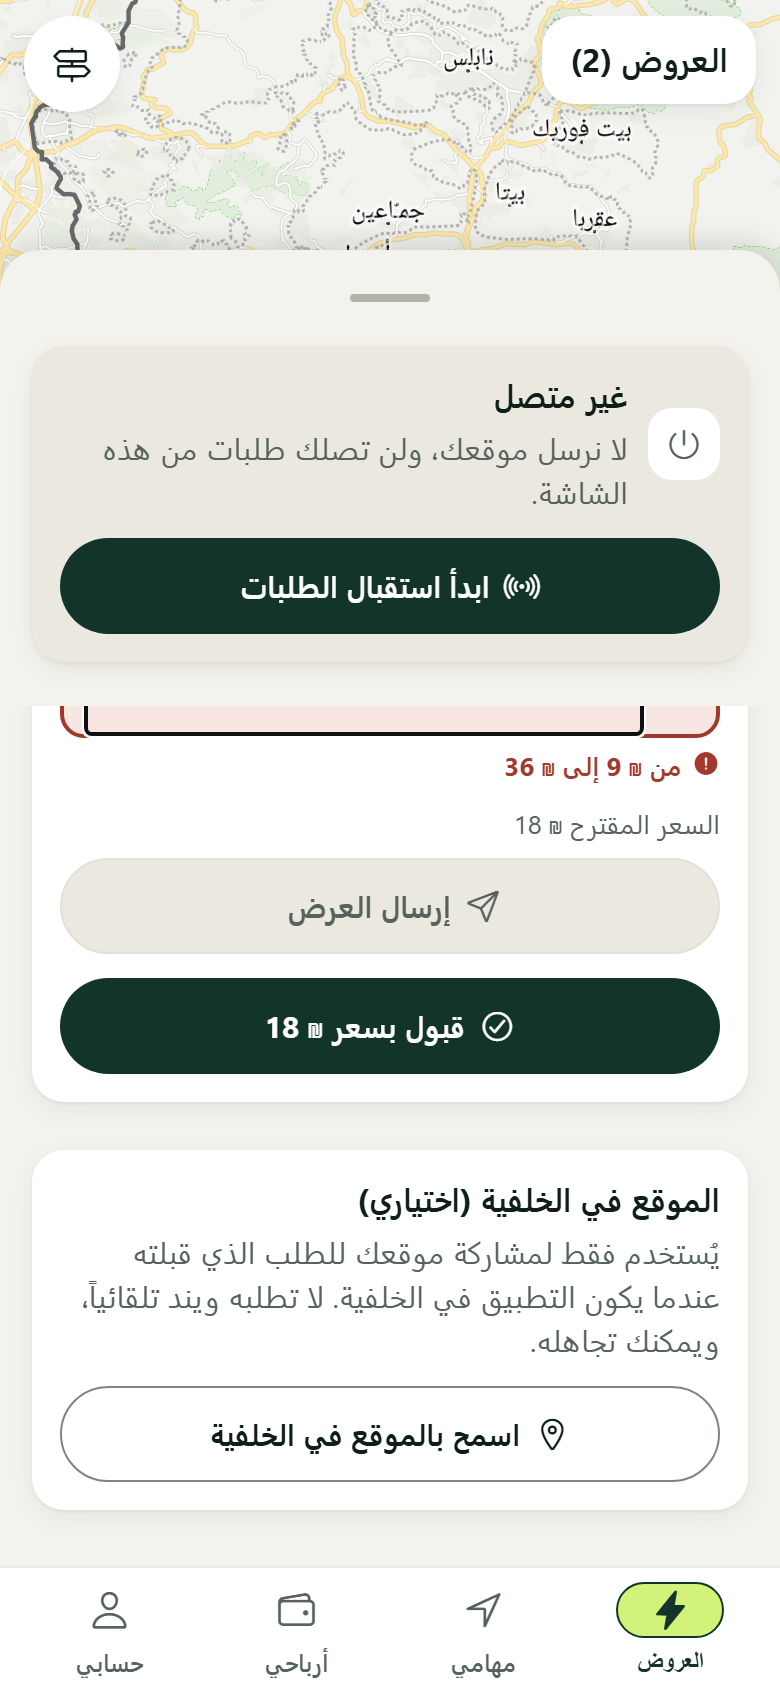 العروض (2)
نابلس
بيت فوريك
بيتا
جمّاعين
عقربا
غير متصل
لا نرسل موقعك، ولن تصلك طلبات من هذه
الشاشة.
ابدأ استقبال الطلبات
من ₪ 9 إلى ₪ 36
السعر المقترح ₪ 18
إرسال العرض
قبول بسعر ₪ 18
الموقع في الخلفية (اختياري)
يُستخدم فقط لمشاركة موقعك للطلب الذي قبلته
عندما يكون التطبيق في الخلفية. لا تطلبه ويند تلقائياً،
ويمكنك تجاهله.
اسمح بالموقع في الخلفية
العروض
مهامي
أرباحي
حسابي